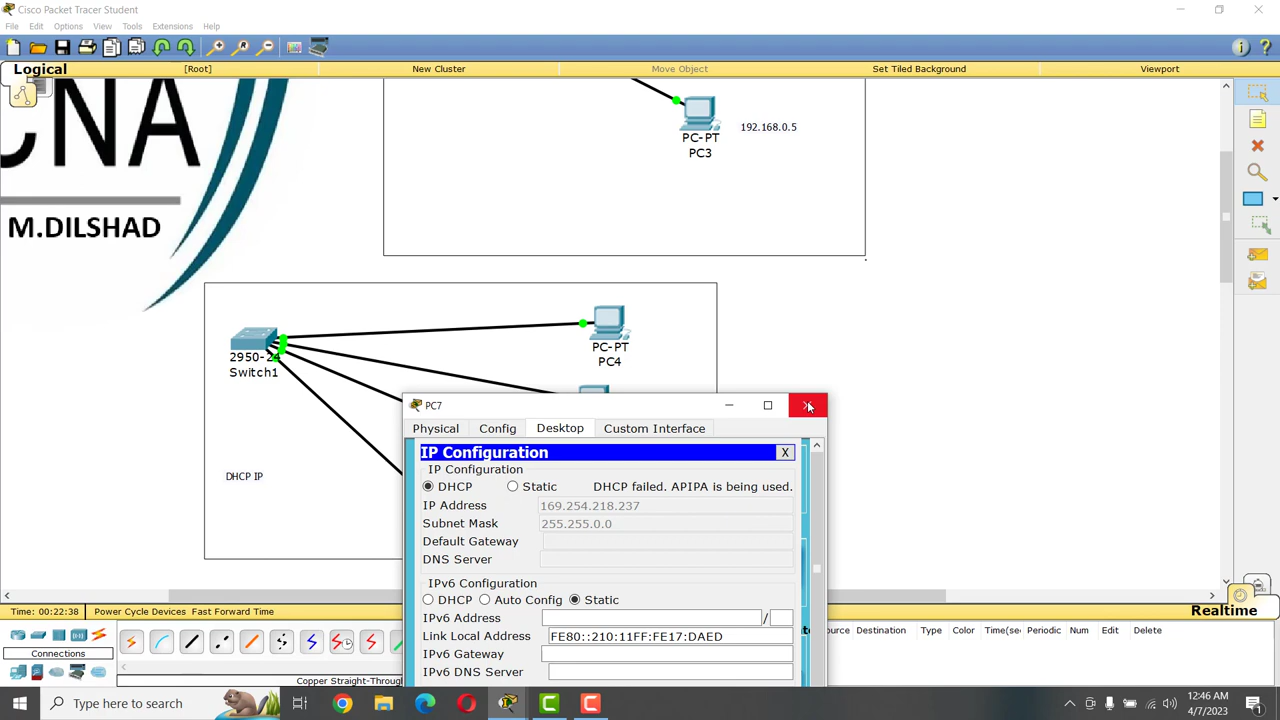 Cisco Packet Tracer Student
File Edit Options View Tools Extensions Help
Logical [Root] New Cluster Move Object Set Tiled Background Viewport
CNA
M.DILSHAD
PC-PT
PC3
192.168.0.5
2950-24
Switch1
PC-PT
PC4
DHCP IP
PC7
Physical Config Desktop Custom Interface
IP Configuration X
IP Configuration
DHCP Static DHCP failed. APIPA is being used.
IP Address 169.254.218.237
Subnet Mask 255.255.0.0
Default Gateway
DNS Server
IPv6 Configuration
DHCP Auto Config Static
IPv6 Address /
Link Local Address FE80::210:11FF:FE17:DAED
IPv6 Gateway
IPv6 DNS Server
Time: 00:22:38 Power Cycle Devices Fast Forward Time Realtime
Connections
Copper Straight-Throu
ource Destination Type Color Time(sec Periodic Num Edit Delete
Type here to search
12:46 AM
4/7/2023